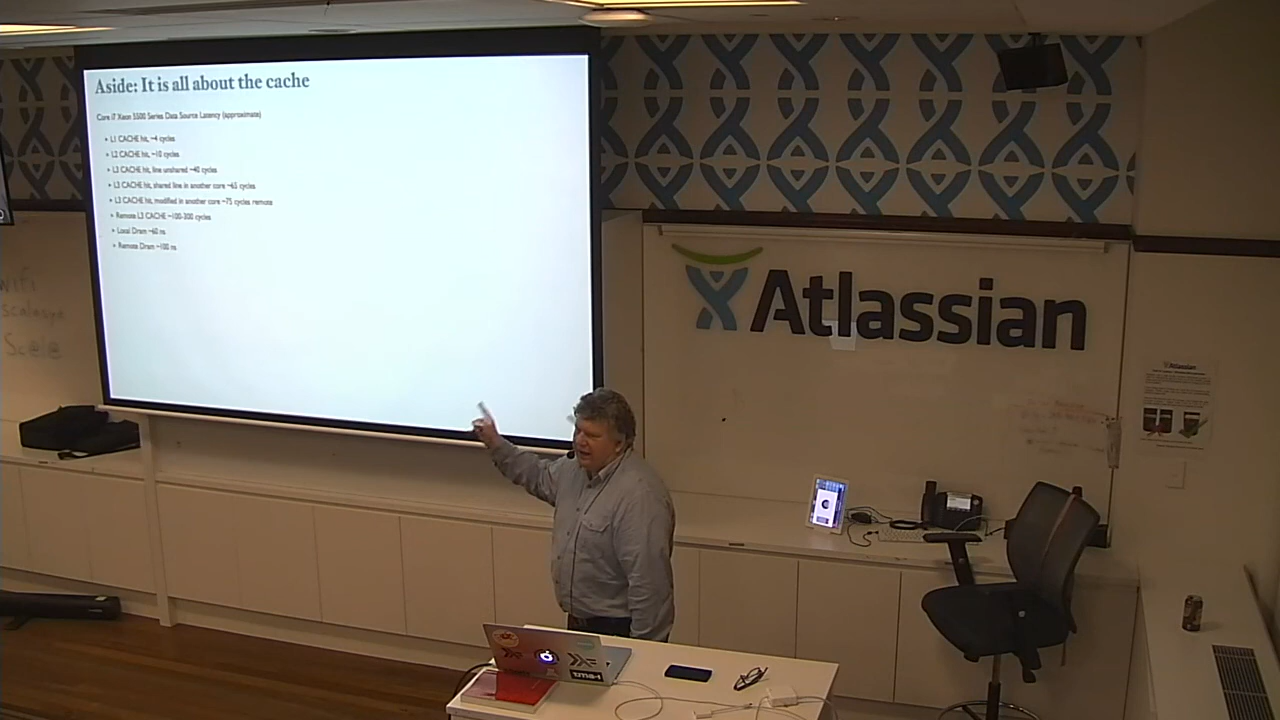 Aside: It is all about the cache
Core i7 Xeon 5500 Series Data Source Latency (approximate)
L1 CACHE hit, ~4 cycles
L2 CACHE hit, ~10 cycles
L3 CACHE hit, line unshared ~40 cycles
L3 CACHE hit, shared line in another core ~65 cycles
L3 CACHE hit, modified in another core ~75 cycles remote
Remote L3 CACHE ~100-300 cycles
Local Dram ~60 ns
Remote Dram ~100 ns
wifi
Atlassian
Atlassian